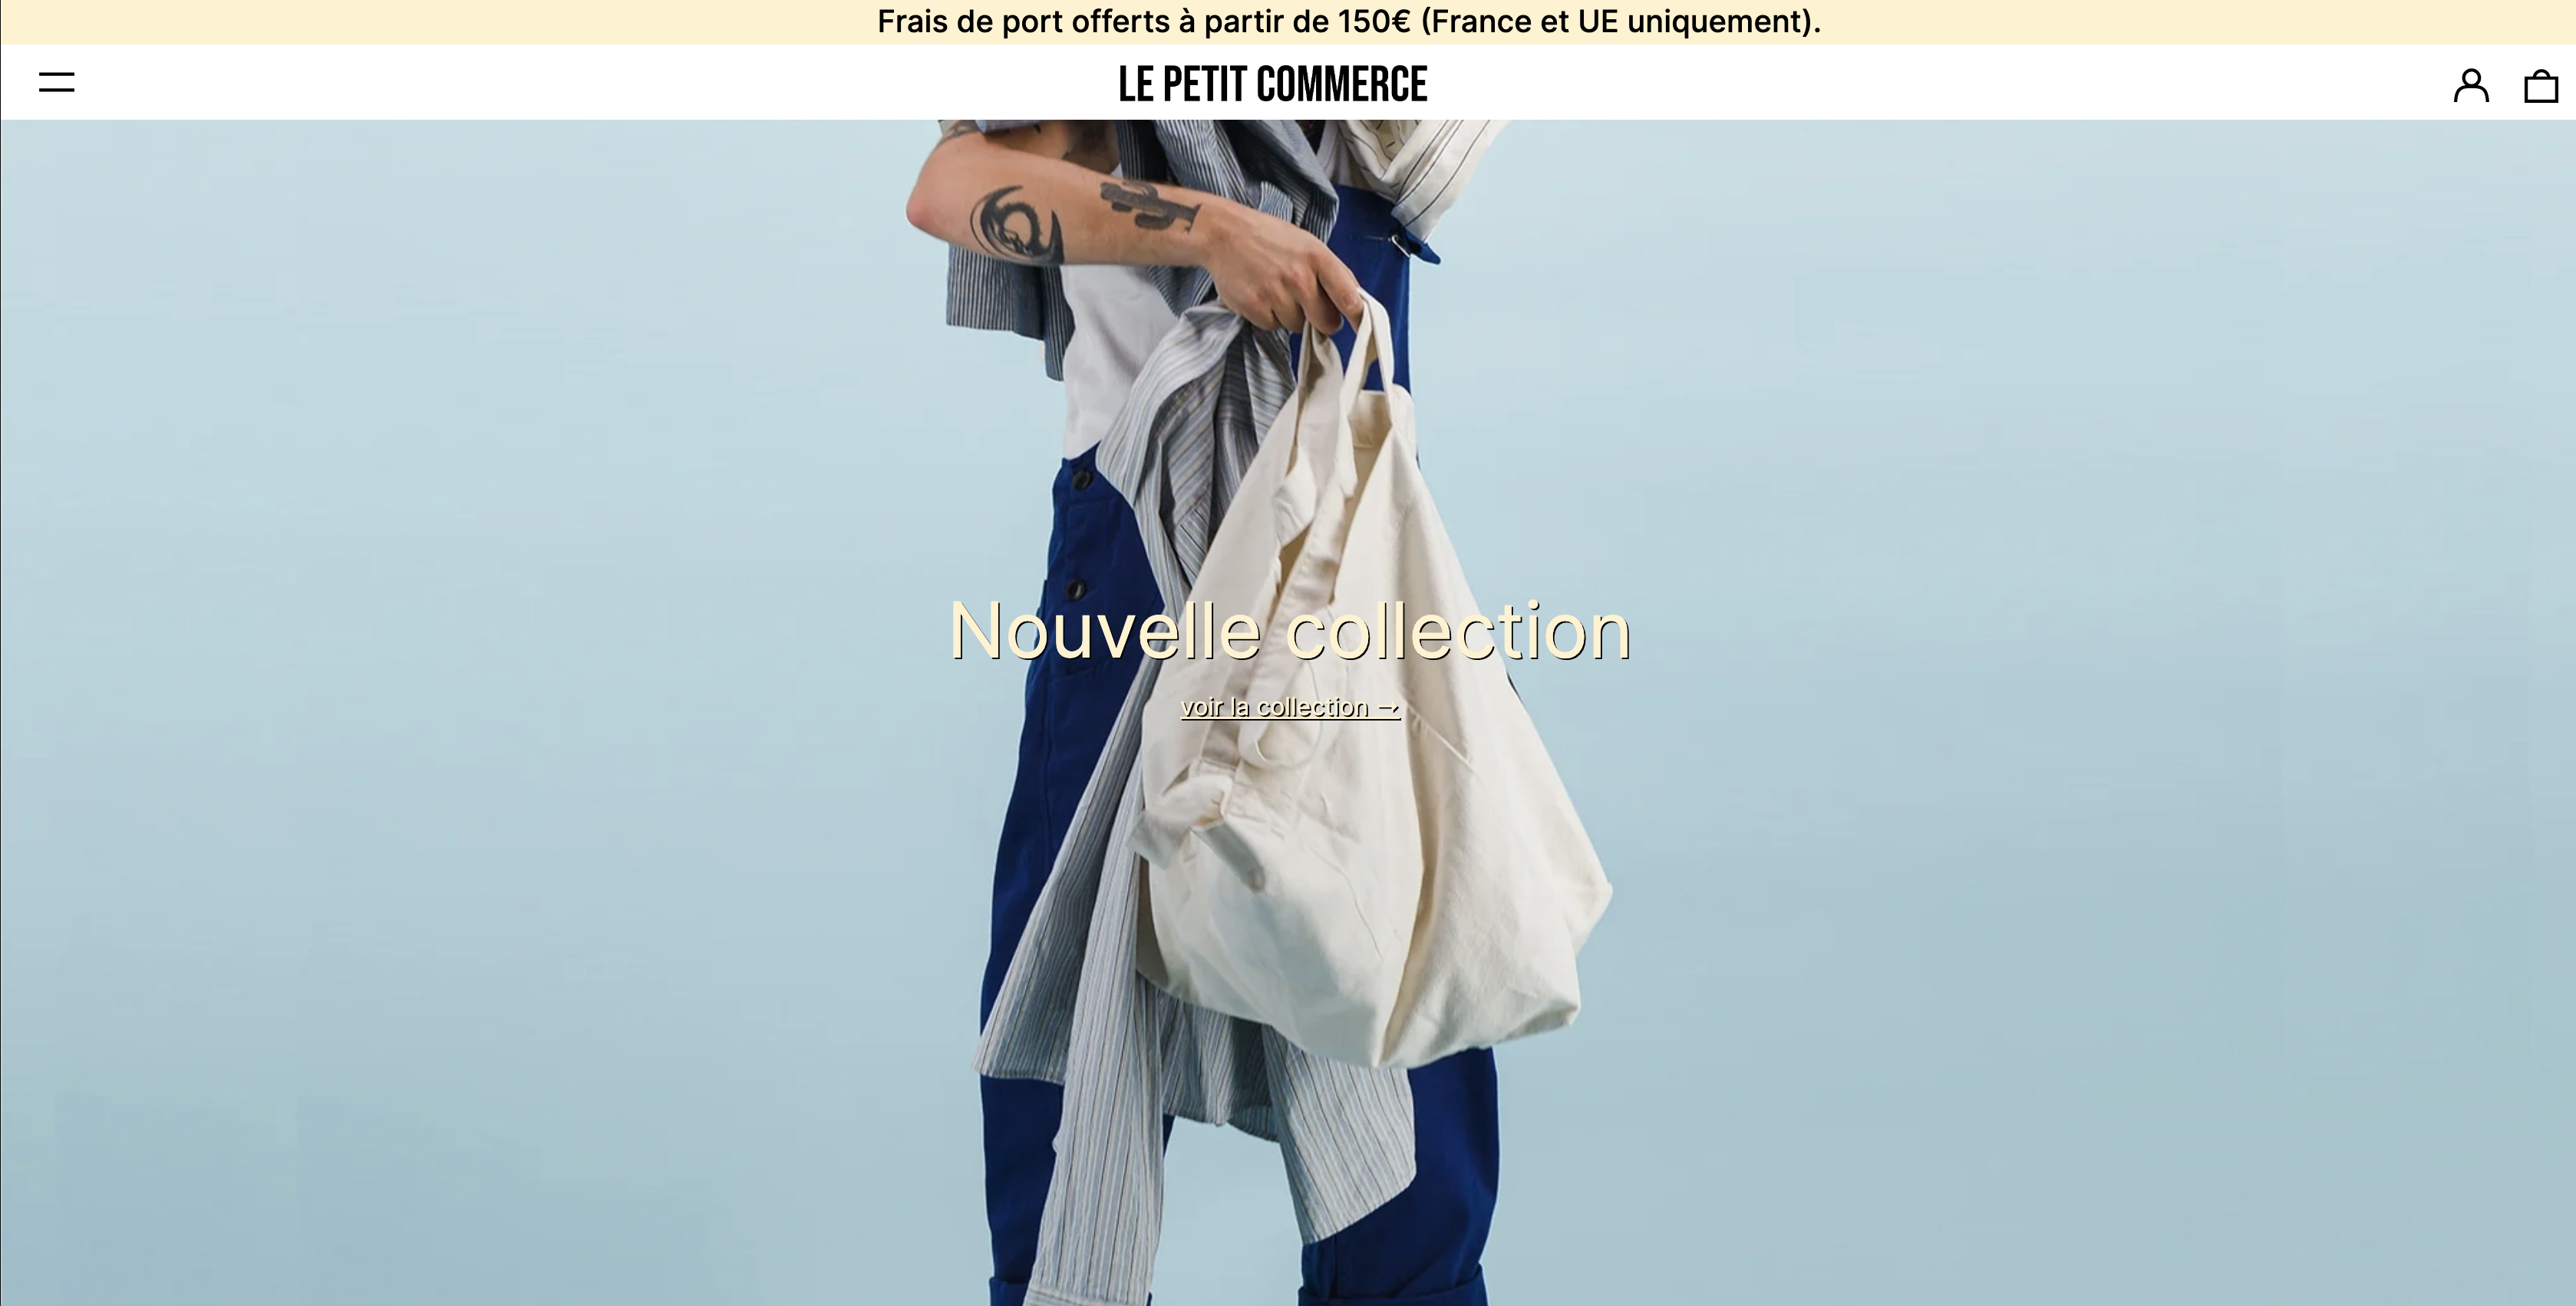 Frais de port offerts à partir de 150€ (France et UE uniquement).
LE PETIT COMMERCE
Nouvelle collection
voir la collection →